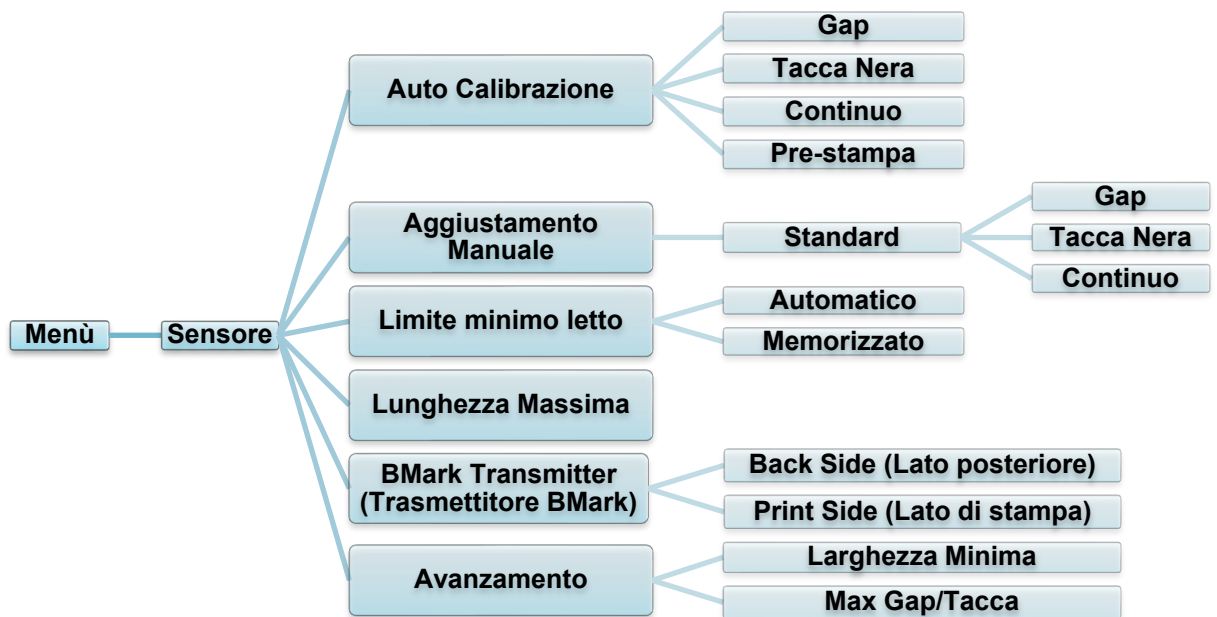 Menù
Sensore
Auto Calibrazione
Gap
Tacca Nera
Continuo
Pre-stampa
Aggiustamento
Manuale
Standard
Gap
Tacca Nera
Continuo
Limite minimo letto
Automatico
Memorizzato
Lunghezza Massima
BMark Transmitter
(Trasmettitore BMark)
Back Side (Lato posteriore)
Print Side (Lato di stampa)
Avanzamento
Larghezza Minima
Max Gap/Tacca